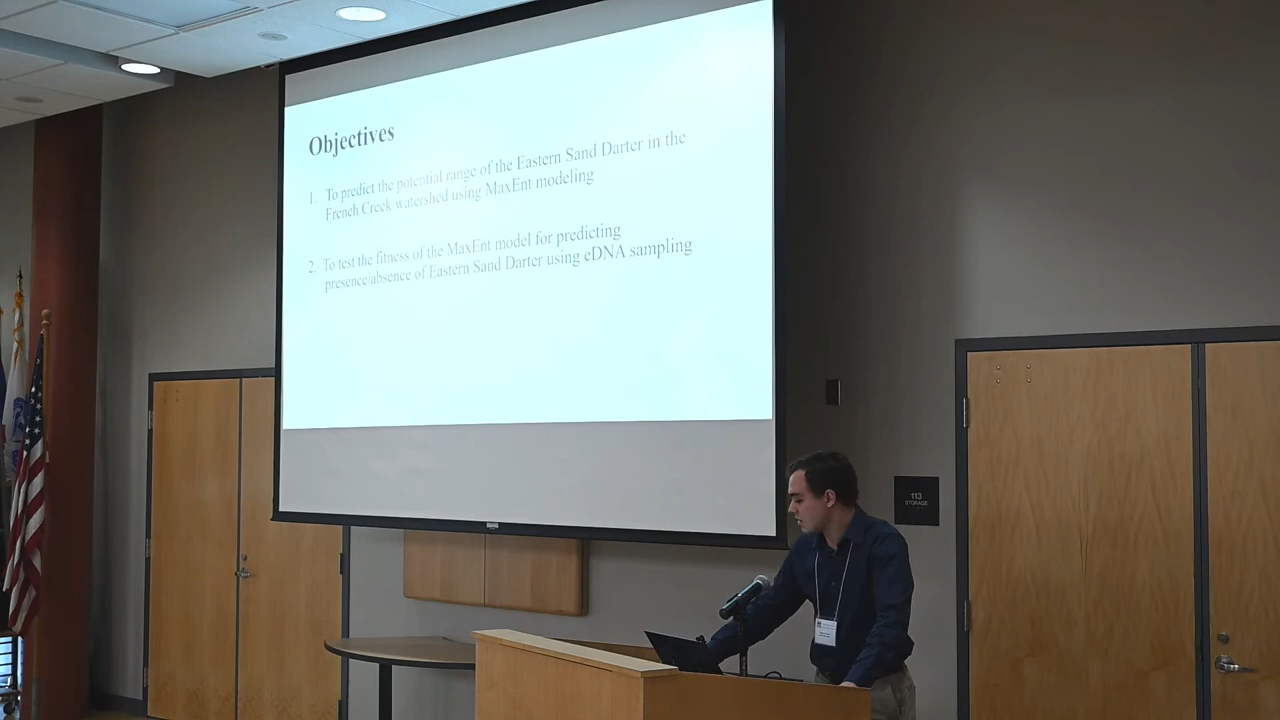 Objectives
1. To predict the potential range of the Eastern Sand Darter in the
French Creek watershed using MaxEnt modeling
2. To test the fitness of the MaxEnt model for predicting
presence/absence of Eastern Sand Darter using eDNA sampling
113
STORAGE